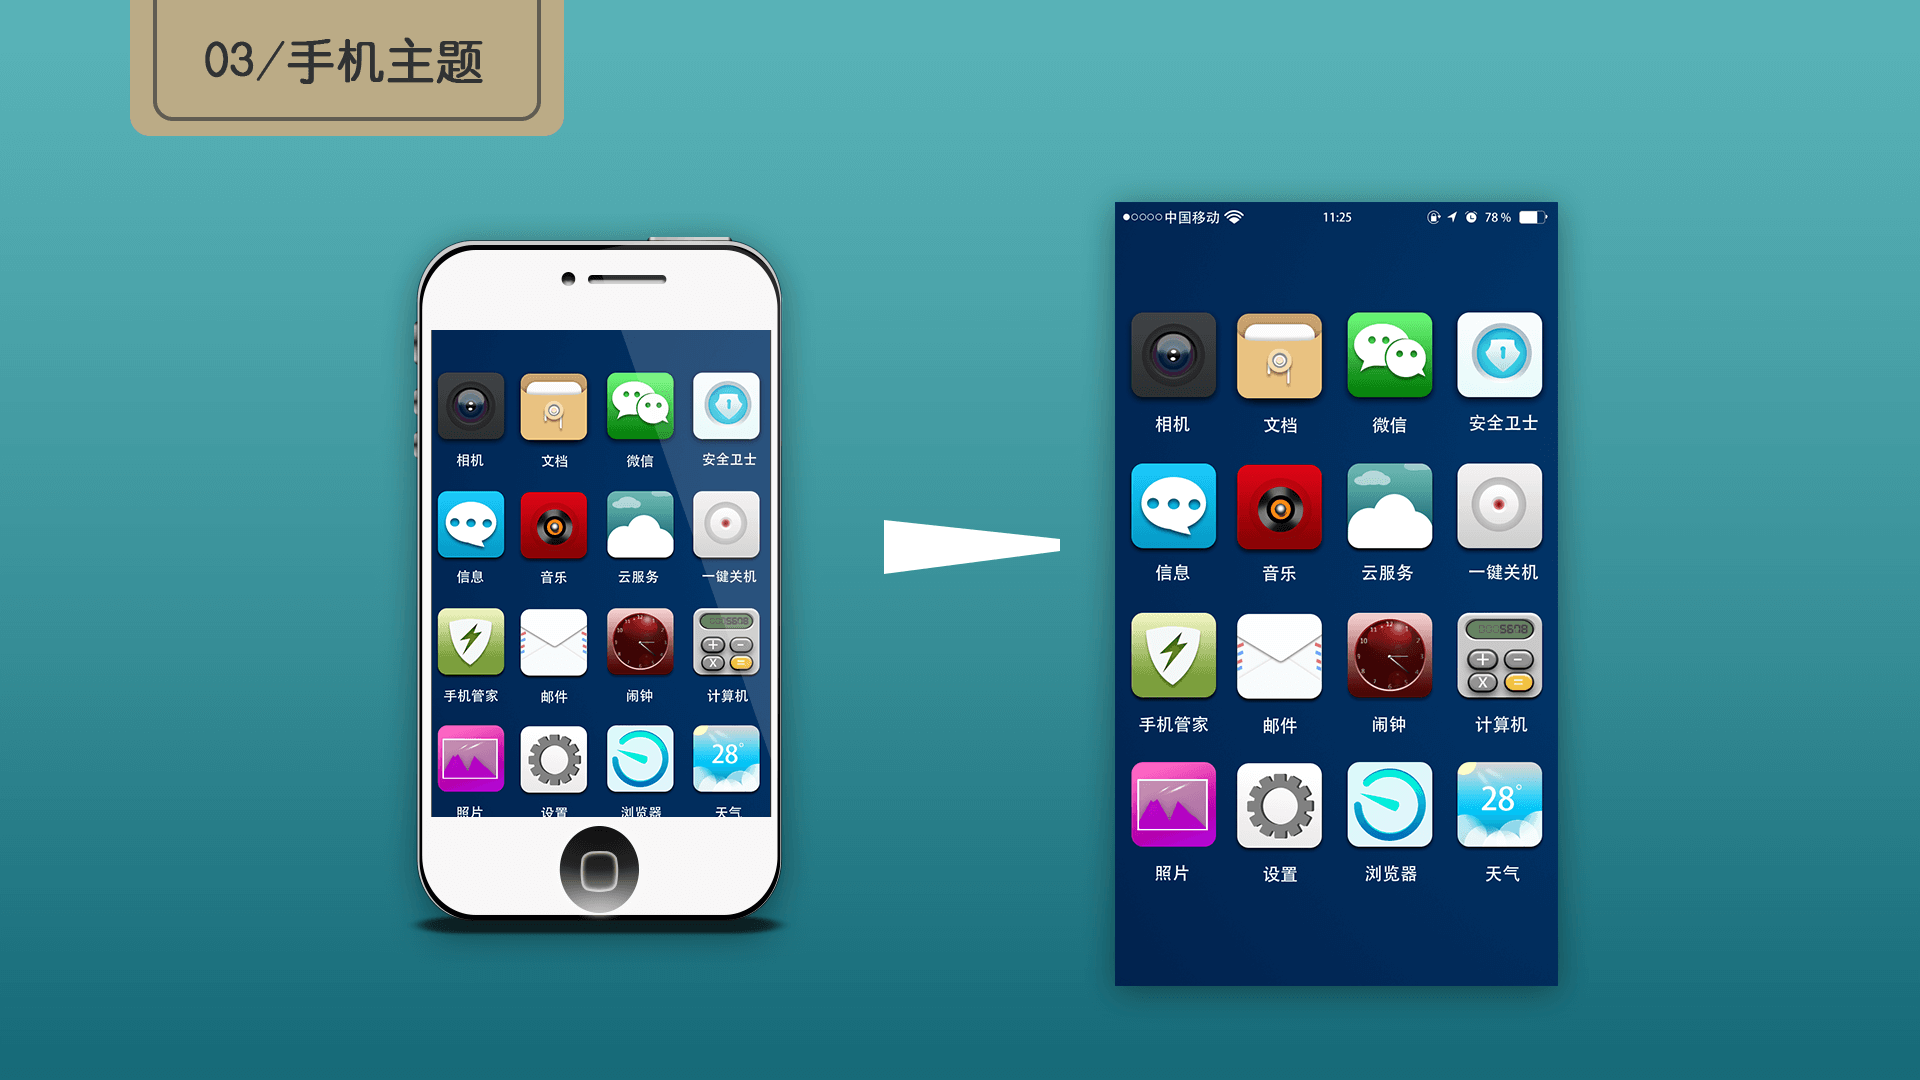 03/手机主题
相机 文档 微信 安全卫士
信息 音乐 云服务 一键关机
手机管家 邮件 闹钟 计算机
28°
照片 设置 浏览器 天气
中国移动 11:25 78%
相机 文档 微信 安全卫士
信息 音乐 云服务 一键关机
手机管家 邮件 闹钟 计算机
28°
照片 设置 浏览器 天气